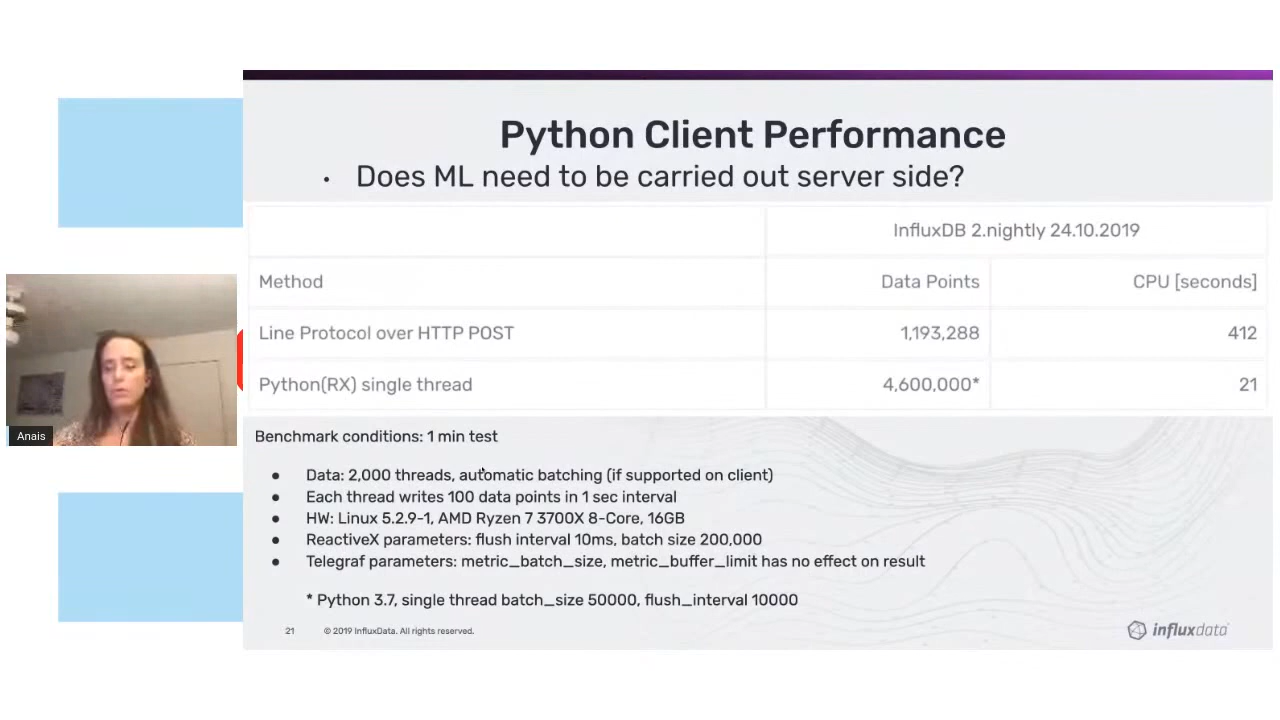 Python Client Performance
• Does ML need to be carried out server side?
InfluxDB 2.nightly 24.10.2019
Method Data Points CPU [seconds]
Line Protocol over HTTP POST 1,193,288 412
Python(RX) single thread 4,600,000* 21
Anais
Benchmark conditions: 1 min test
● Data: 2,000 threads, automatic batching (if supported on client)
● Each thread writes 100 data points in 1 sec interval
● HW: Linux 5.2.9-1, AMD Ryzen 7 3700X 8-Core, 16GB
● ReactiveX parameters: flush interval 10ms, batch size 200,000
● Telegraf parameters: metric_batch_size, metric_buffer_limit has no effect on result
* Python 3.7, single thread batch_size 50000, flush_interval 10000
21 © 2019 InfluxData. All rights reserved.
influxdata